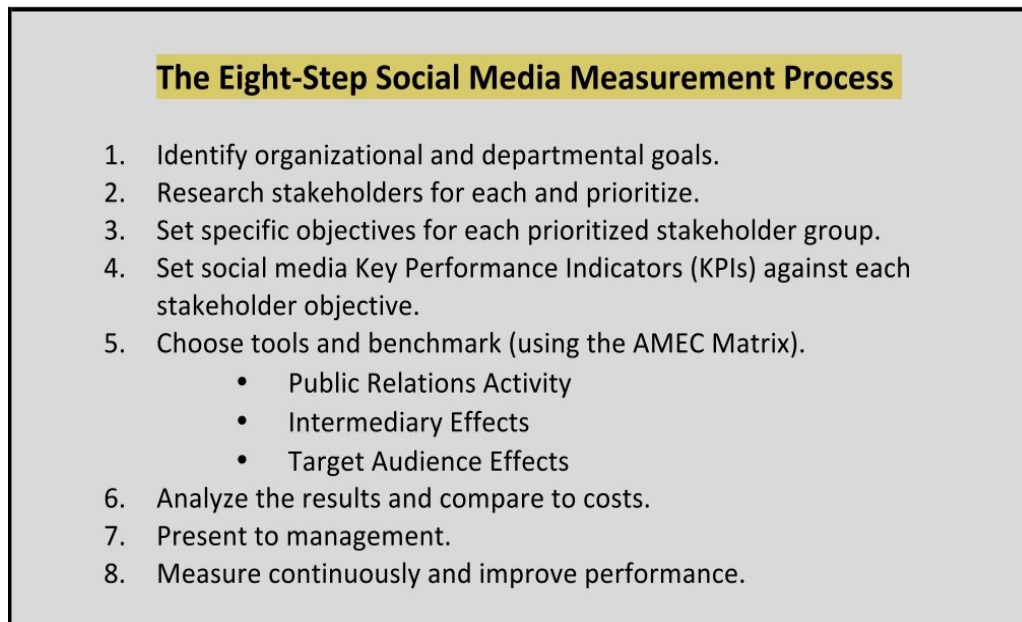 The Eight-Step Social Media Measurement Process
1. Identify organizational and departmental goals.
2. Research stakeholders for each and prioritize.
3. Set specific objectives for each prioritized stakeholder group.
4. Set social media Key Performance Indicators (KPIs) against each
stakeholder objective.
5. Choose tools and benchmark (using the AMEC Matrix).
• Public Relations Activity
• Intermediary Effects
• Target Audience Effects
6. Analyze the results and compare to costs.
7. Present to management.
8. Measure continuously and improve performance.